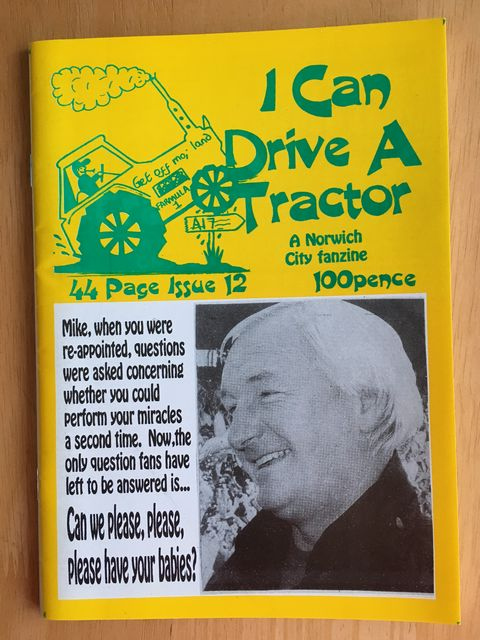 I Can
Drive A
Tractor
Get off mo, land
FORMULA
1
A17
A Norwich
City fanzine
44 Page Issue 12
100pence
Mike, when you were
re-appointed, questions
were asked concerning
whether you could
perform your miracles
a second time. Now,the
only question fans have
left to be answered is...
Can we please, please,
please have your babies?